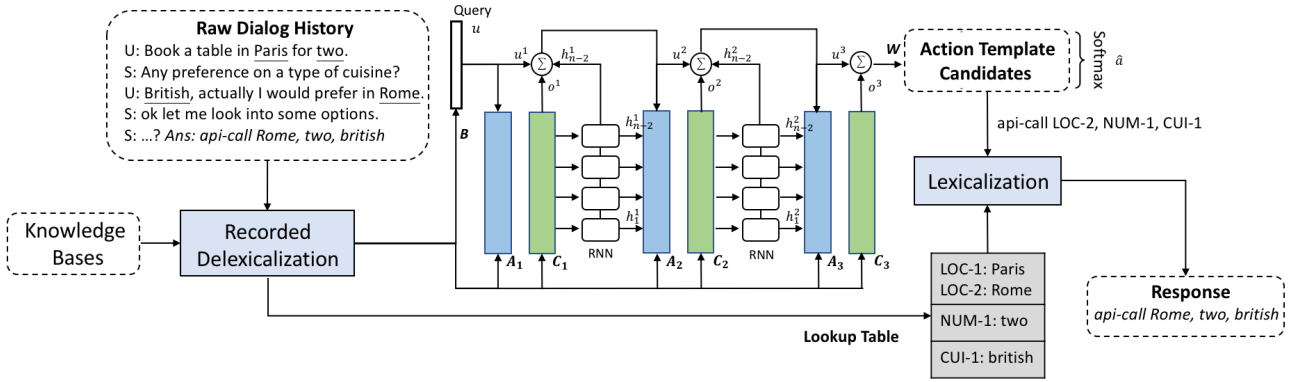 Raw Dialog History
U: Book a table in Paris for two.
S: Any preference on a type of cuisine?
U: British, actually I would prefer in Rome.
S: ok let me look into some options.
S: ...? Ans: api-call Rome, two, british
Knowledge
Bases
Recorded
Delexicalization
Query
u
B
u¹
∑
h¹ₙ₋₂
o¹
h¹ₙ₋₂
h¹₁
RNN
A₁
C₁
A₂
u²
∑
h²ₙ₋₂
o²
h²ₙ₋₂
h²₁
RNN
C₂
A₃
C₃
u³
∑
o³
W
Action Template
Candidates
Softmax
â
api-call LOC-2, NUM-1, CUI-1
Lexicalization
LOC-1: Paris
LOC-2: Rome
NUM-1: two
CUI-1: british
Lookup Table
Response
api-call Rome, two, british